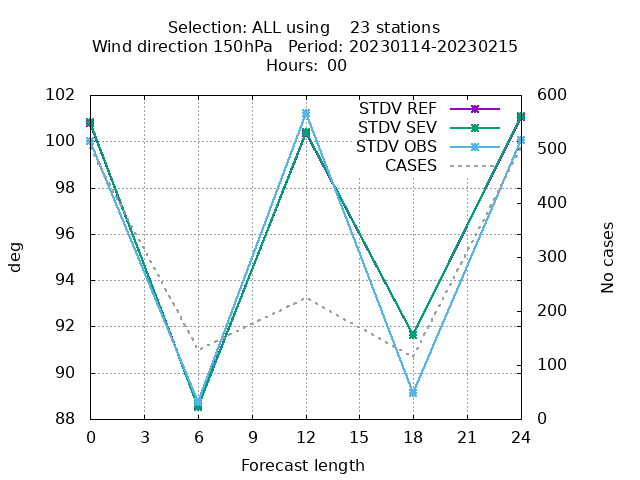 Selection: ALL using    23 stations
Wind direction 150hPa   Period: 20230114-20230215
Hours: 00
102
100
98
96
94
92
90
88
deg
600
500
400
300
200
100
0
No cases
STDV REF
STDV SEV
STDV OBS
CASES
0 3 6 9 12 15 18 21 24
Forecast length